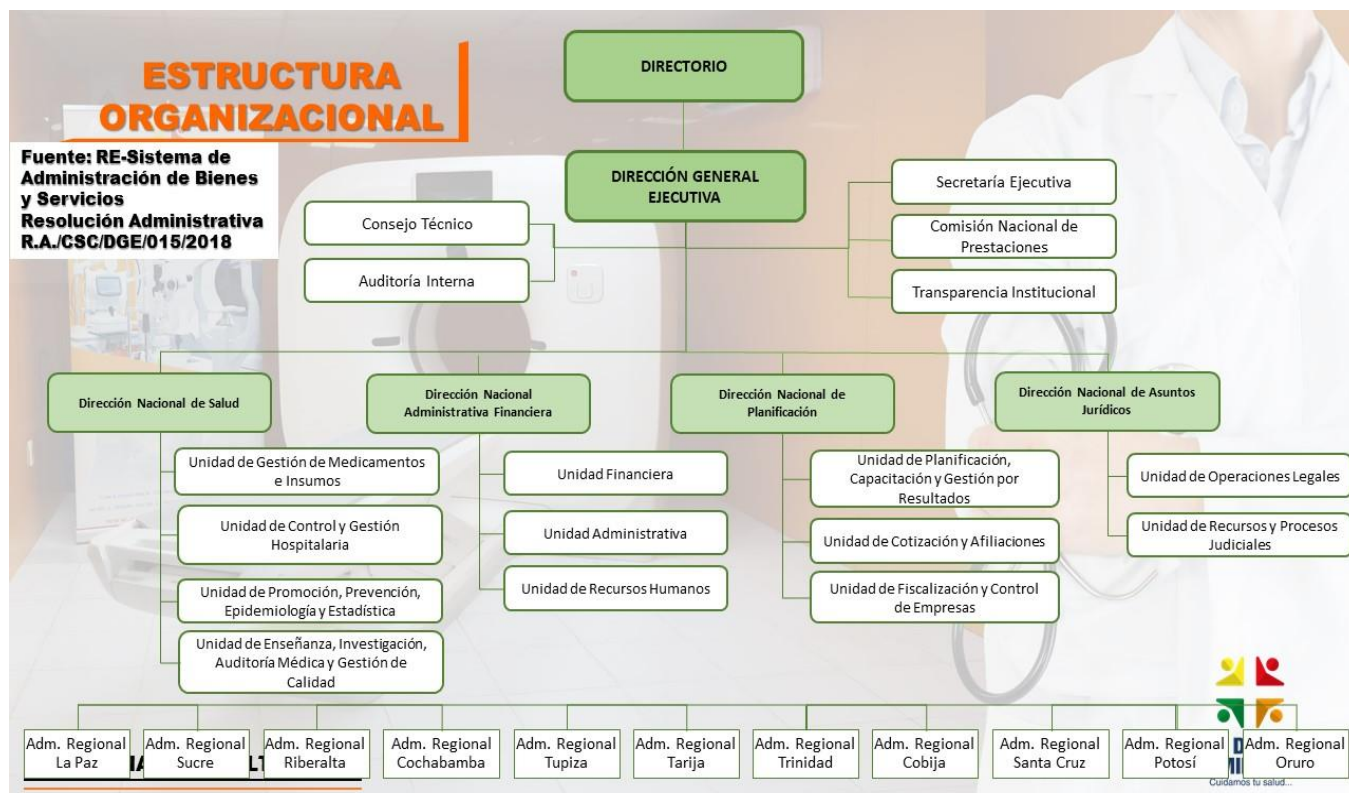 ESTRUCTURA
ORGANIZACIONAL
Fuente: RE-Sistema de
Administración de Bienes
y Servicios
Resolución Administrativa
R.A./CSC/DGE/015/2018
DIRECTORIO
DIRECCIÓN GENERAL
EJECUTIVA
Consejo Técnico
Auditoría Interna
Secretaría Ejecutiva
Comisión Nacional de
Prestaciones
Transparencia Institucional
Dirección Nacional de Salud
Unidad de Gestión de Medicamentos
e Insumos
Unidad de Control y Gestión
Hospitalaria
Unidad de Promoción, Prevención,
Epidemiología y Estadística
Unidad de Enseñanza, Investigación,
Auditoría Médica y Gestión de
Calidad
Dirección Nacional
Administrativa Financiera
Unidad Financiera
Unidad Administrativa
Unidad de Recursos Humanos
Dirección Nacional de
Planificación
Unidad de Planificación,
Capacitación y Gestión por
Resultados
Unidad de Cotización y Afiliaciones
Unidad de Fiscalización y Control
de Empresas
Dirección Nacional de Asuntos
Jurídicos
Unidad de Operaciones Legales
Unidad de Recursos y Procesos
Judiciales
Adm. Regional
La Paz
Adm. Regional
Sucre
Adm. Regional
Riberalta
Adm. Regional
Cochabamba
Adm. Regional
Tupiza
Adm. Regional
Tarija
Adm. Regional
Trinidad
Adm. Regional
Cobija
Adm. Regional
Santa Cruz
Adm. Regional
Potosí
Adm. Regional
Oruro
Cuidamos tu salud...